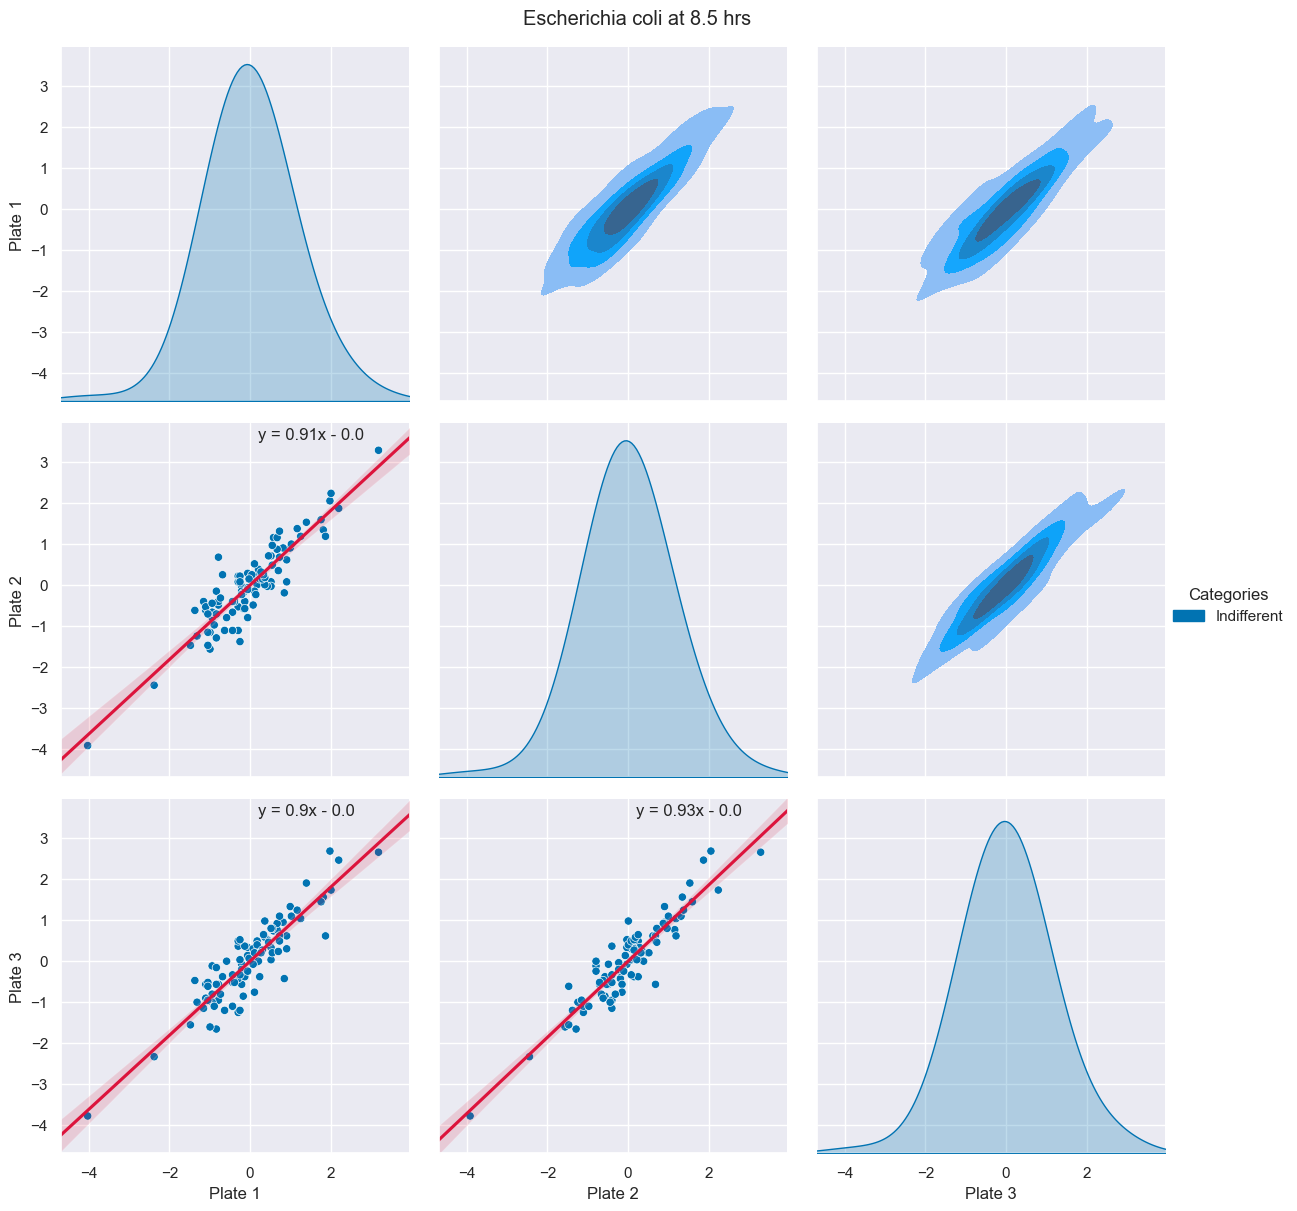 Escherichia coli at 8.5 hrs
Plate 1
3
2
1
0
−1
−2
−3
−4
Plate 2
3
2
1
0
−1
−2
−3
−4
y = 0.91x - 0.0
Categories
Indifferent
Plate 3
3
2
1
0
−1
−2
−3
−4
y = 0.9x - 0.0
y = 0.93x - 0.0
−4 −2 0 2
−4 −2 0 2
−4 −2 0 2
Plate 1
Plate 2
Plate 3